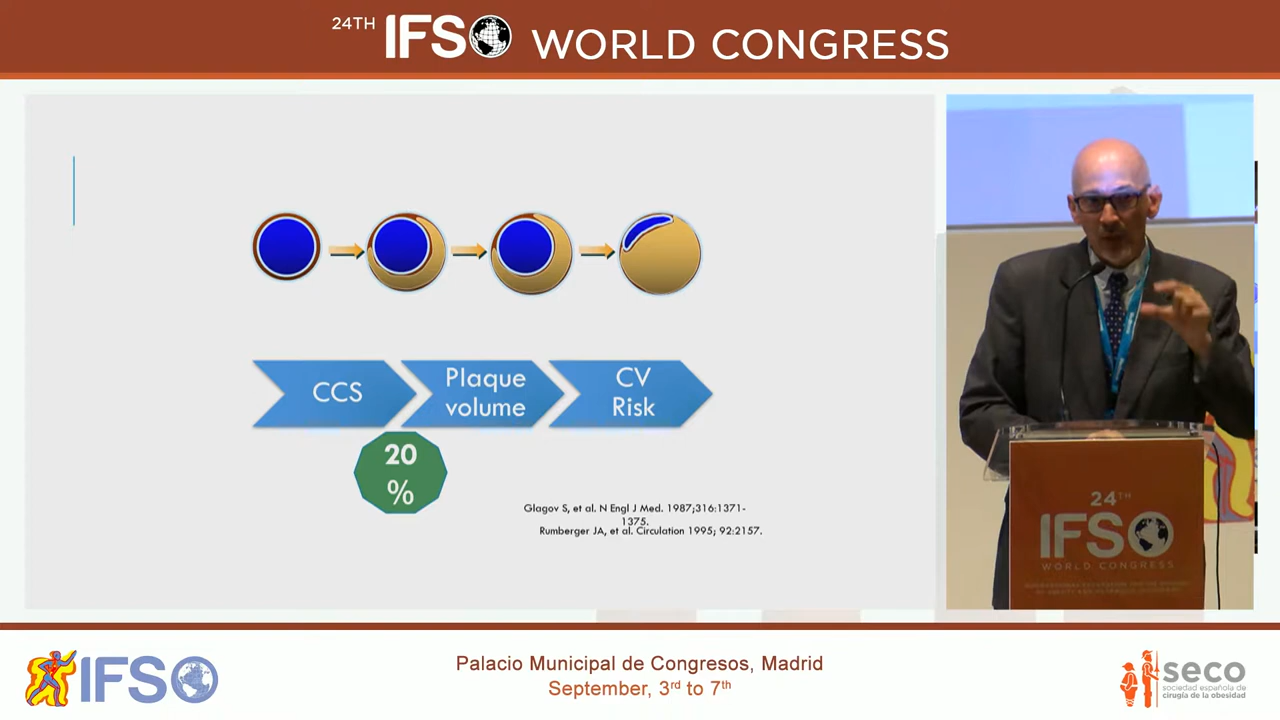 24TH IFSO WORLD CONGRESS
CCS
Plaque
volume
CV
Risk
20
%
Glagov S, et al. N Engl J Med. 1987;316:1371-
1375.
Rumberger JA, et al. Circulation 1995; 92:2157.
24TH
IFSO
WORLD CONGRESS
IFSO
Palacio Municipal de Congresos, Madrid
September, 3rd to 7th
seco
sociedad española de
cirugía de la obesidad